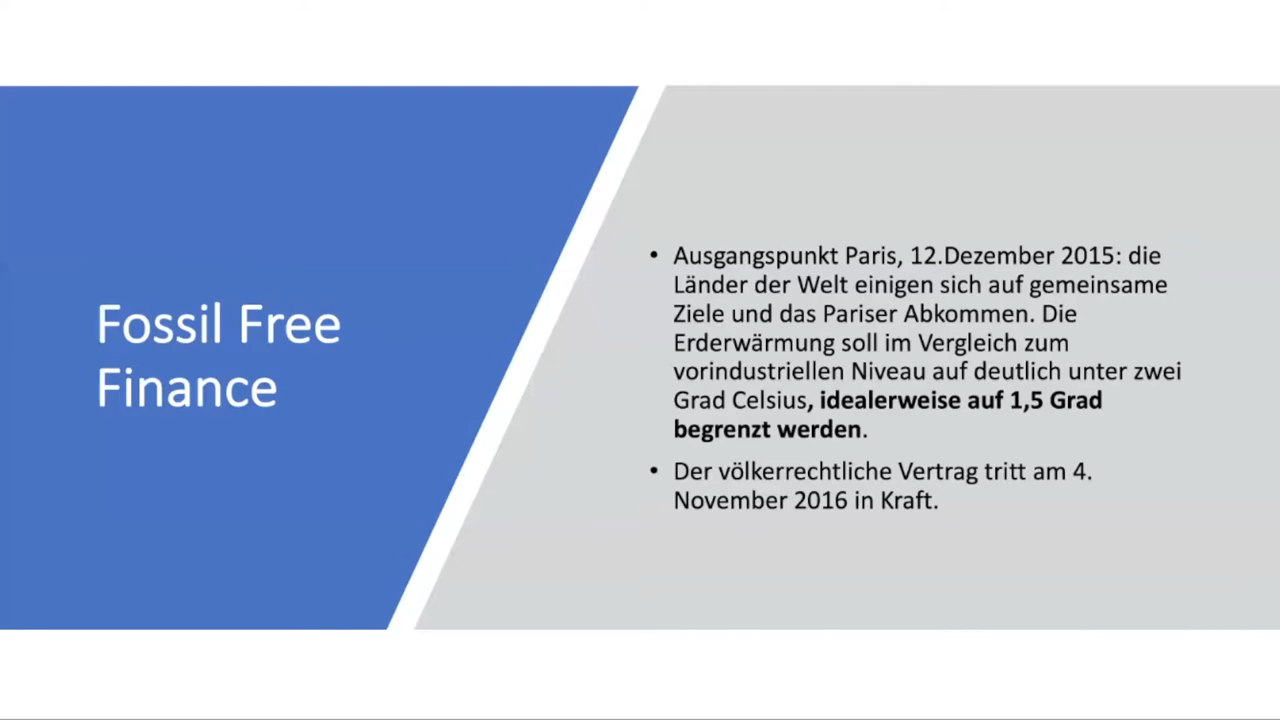 Fossil Free
Finance
• Ausgangspunkt Paris, 12.Dezember 2015: die
Länder der Welt einigen sich auf gemeinsame
Ziele und das Pariser Abkommen. Die
Erderwärmung soll im Vergleich zum
vorindustriellen Niveau auf deutlich unter zwei
Grad Celsius, idealerweise auf 1,5 Grad
begrenzt werden.
• Der völkerrechtliche Vertrag tritt am 4.
November 2016 in Kraft.